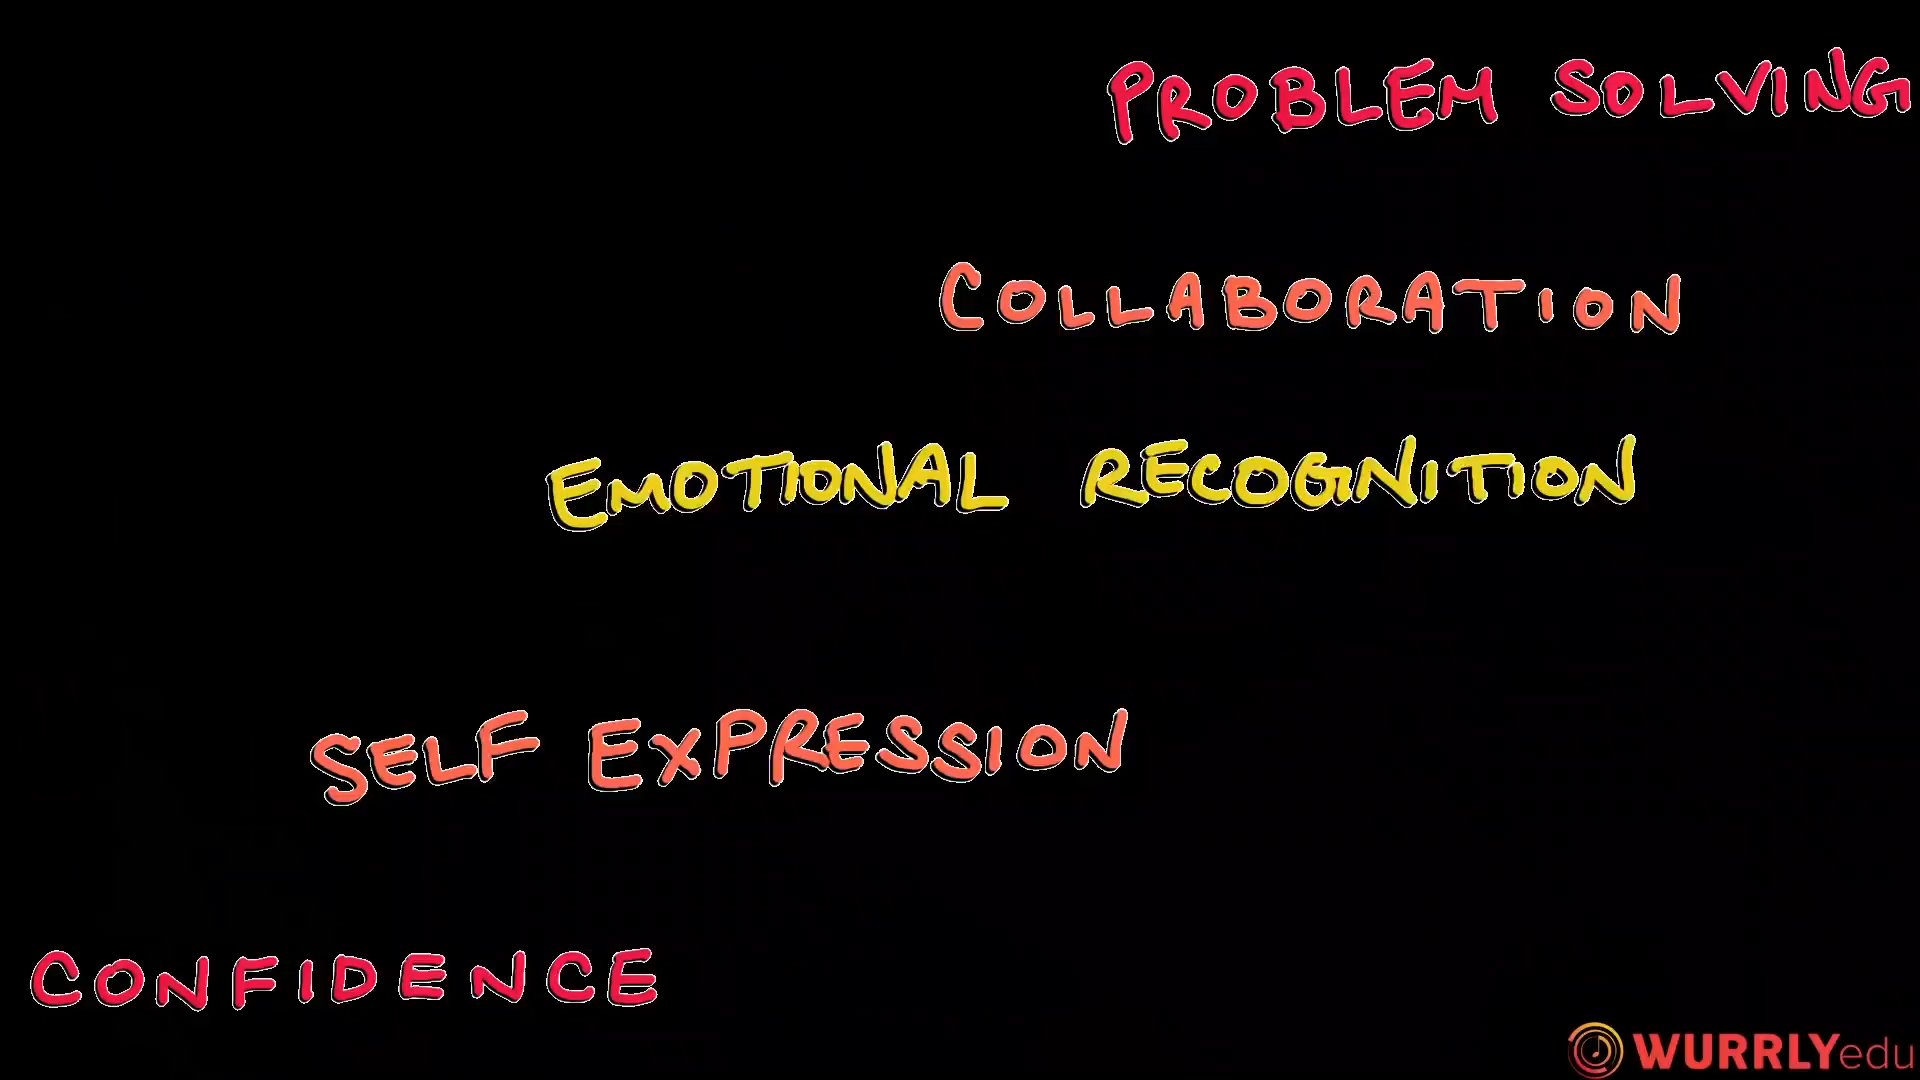 PROBLEM SOLVING
COLLABORATION
EMOTIONAL RECOGNITION
SELF EXPRESSION
CONFIDENCE
WURRLYedu